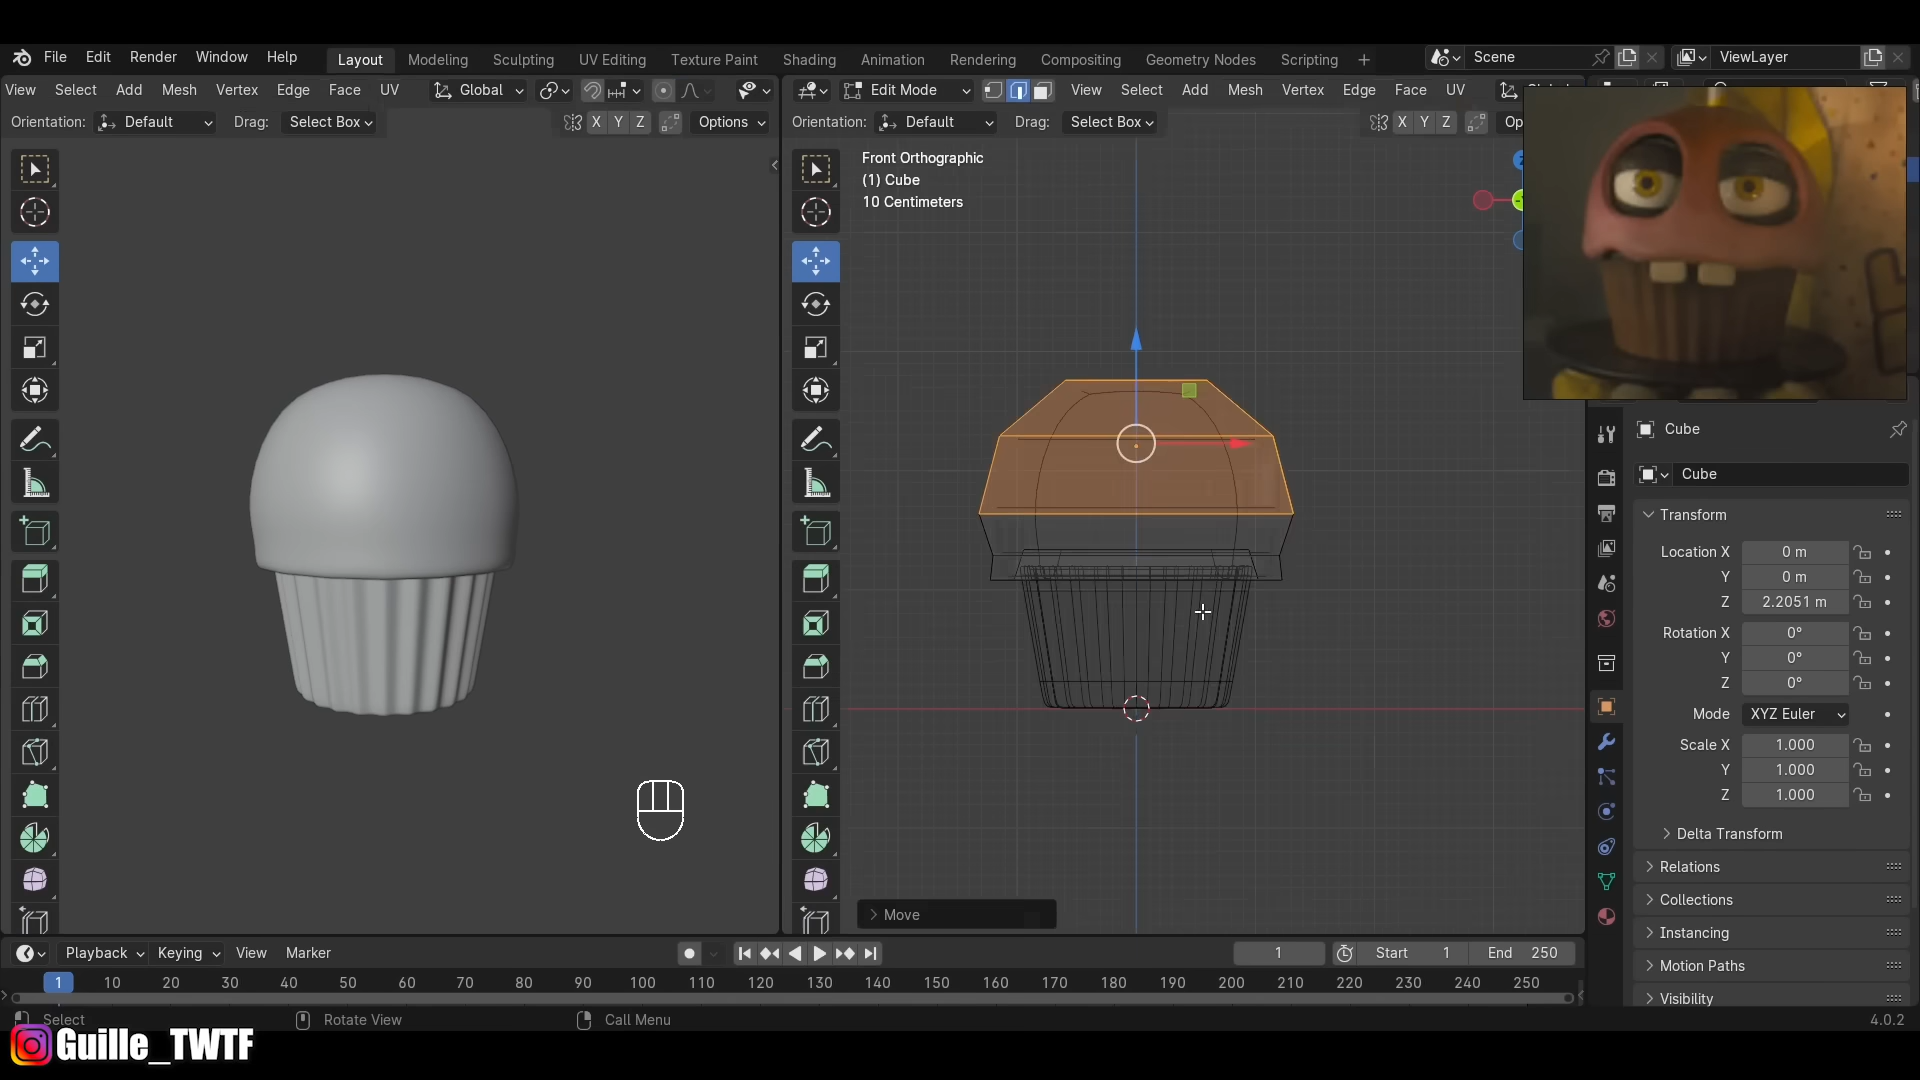 File Edit Render Window Help Layout Modeling Sculpting UV Editing Texture Paint Shading Animation Rendering Compositing Geometry Nodes Scripting + Scene ViewLayer
View Select Add Mesh Vertex Edge Face UV Global Edit Mode View Select Add Mesh Vertex Edge Face UV
Orientation: Default Drag: Select Box X Y Z Options Orientation: Default Drag: Select Box X Y Z Op
Front Orthographic
(1) Cube
10 Centimeters
Cube
Cube
Transform
Location X 0 m
Y 0 m
Z 2.2051 m
Rotation X 0°
Y 0°
Z 0°
Mode XYZ Euler
Scale X 1.000
Y 1.000
Z 1.000
Delta Transform
Relations
Collections
Instancing
Motion Paths
Visibility
Move
Playback Keying View Marker 1 Start 1 End 250
1 10 20 30 40 50 60 70 80 90 100 110 120 130 140 150 160 170 180 190 200 210 220 230 240 250
Select Rotate View Call Menu 4.0.2
Guille_TWTF